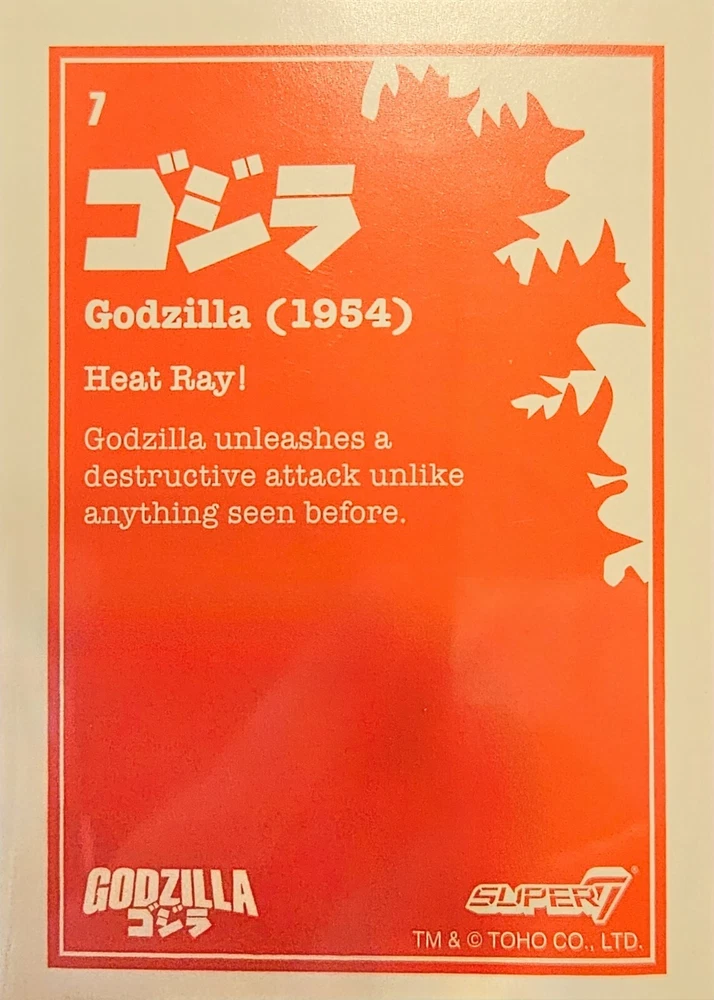 7
ゴジラ
Godzilla (1954)
Heat Ray!
Godzilla unleashes a
destructive attack unlike
anything seen before.
GODZILLA
ゴジラ
SUPER7®
TM & © TOHO CO., LTD.